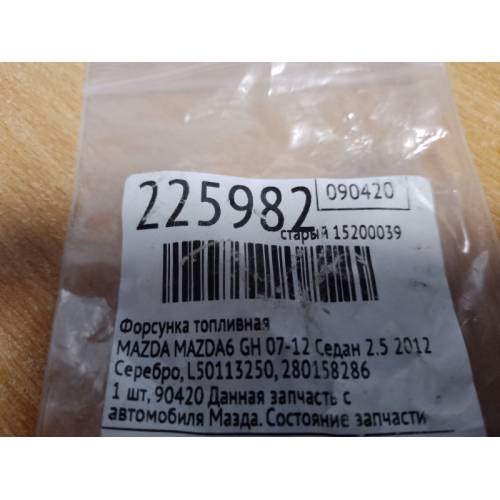 225982 090420
старый 15200039
Форсунка топливная
MAZDA MAZDA6 GH 07-12 Седан 2.5 2012
Серебро, L50113250, 280158286
1 шт, 90420 Данная запчасть с
автомобиля Мазда. Состояние запчасти